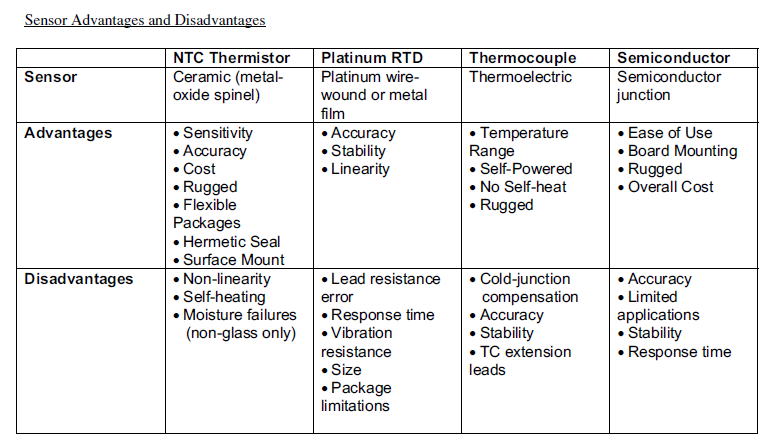 Sensor Advantages and Disadvantages
NTC Thermistor Platinum RTD Thermocouple Semiconductor
Sensor
Ceramic (metal-
oxide spinel)
Platinum wire-
wound or metal
film
Thermoelectric
Semiconductor
junction
Advantages
• Sensitivity
• Accuracy
• Cost
• Rugged
• Flexible
Packages
• Hermetic Seal
• Surface Mount
• Accuracy
• Stability
• Linearity
• Temperature
Range
• Self-Powered
• No Self-heat
• Rugged
• Ease of Use
• Board Mounting
• Rugged
• Overall Cost
Disadvantages
• Non-linearity
• Self-heating
• Moisture failures
(non-glass only)
• Lead resistance
error
• Response time
• Vibration
resistance
• Size
• Package
limitations
• Cold-junction
compensation
• Accuracy
• Stability
• TC extension
leads
• Accuracy
• Limited
applications
• Stability
• Response time